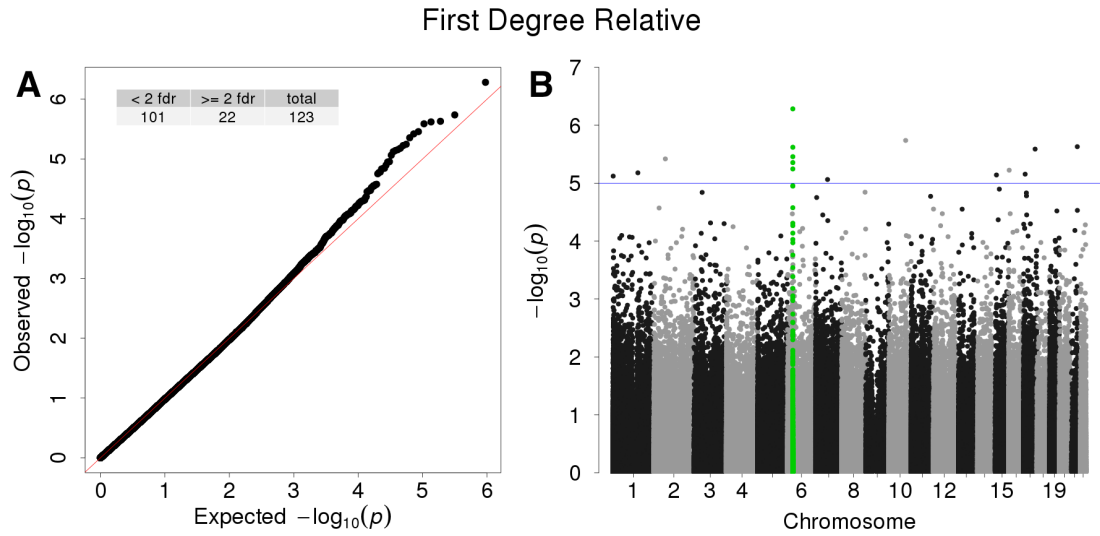 First Degree Relative
A
< 2 fdr >= 2 fdr total
101 22 123
Observed −log₁₀(p)
0 1 2 3 4 5 6
0 1 2 3 4 5 6
Expected −log₁₀(p)
B
−log₁₀(p)
7
6
5
4
3
2
1
0
1 2 3 4 6 8 10 12 15 19
Chromosome